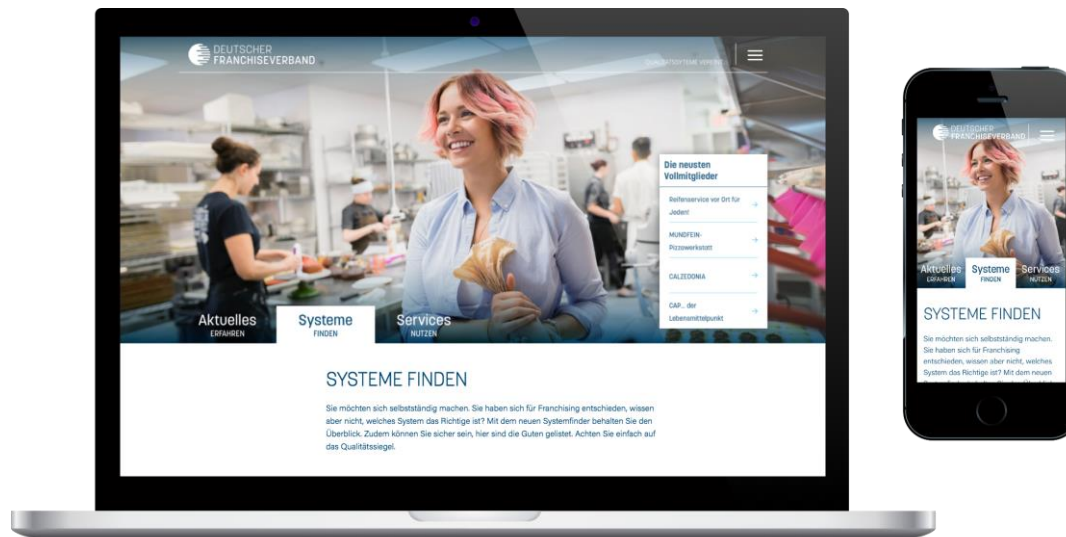 DEUTSCHER
FRANCHISEVERBAND
QUALITÄTSSYSTEME VEREINT
Die neusten
Vollmitglieder
Reifenservice vor Ort für
Jeden!
MUNDFEIN-
Pizzawerkstatt
CALZEDONIA
CAP... der
Lebensmittelpunkt
Aktuelles
ERFAHREN
Systeme
FINDEN
Services
NUTZEN
SYSTEME FINDEN
Sie möchten sich selbstständig machen. Sie haben sich für Franchising entschieden, wissen
aber nicht, welches System das Richtige ist? Mit dem neuen Systemfinder behalten Sie den
Überblick. Zudem können Sie sicher sein, hier sind die Guten gelistet. Achten Sie einfach auf
das Qualitätssiegel.
DEUTSCHER
FRANCHISEVERBAND
Aktuelles
ERFAHREN
Systeme
FINDEN
Services
NUTZEN
SYSTEME FINDEN
Sie möchten sich selbstständig machen.
Sie haben sich für Franchising
entschieden, wissen aber nicht, welches
System das Richtige ist? Mit dem neuen